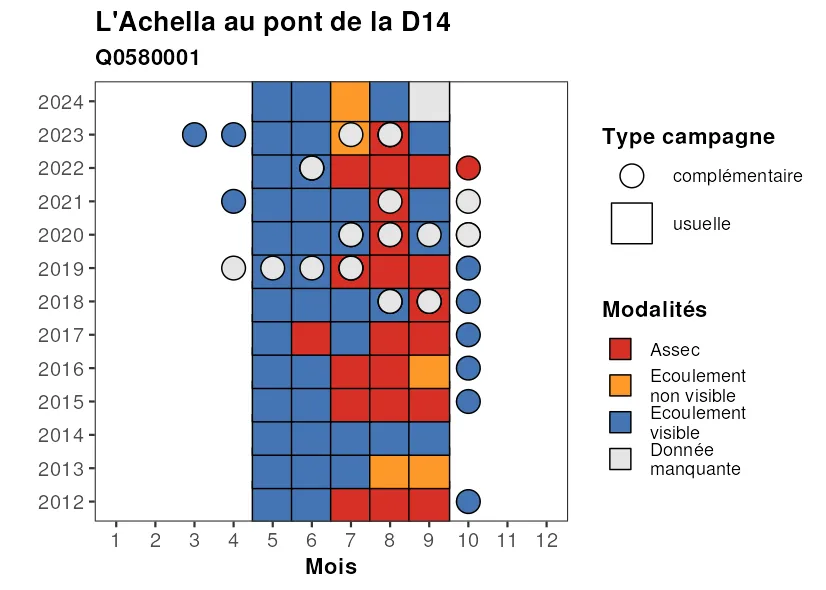 L'Achella au pont de la D14
Q0580001
2024
2023
2022
2021
2020
2019
2018
2017
2016
2015
2014
2013
2012
1 2 3 4 5 6 7 8 9 10 11 12
Mois
Type campagne
complémentaire
usuelle
Modalités
Assec
Ecoulement
non visible
Ecoulement
visible
Donnée
manquante